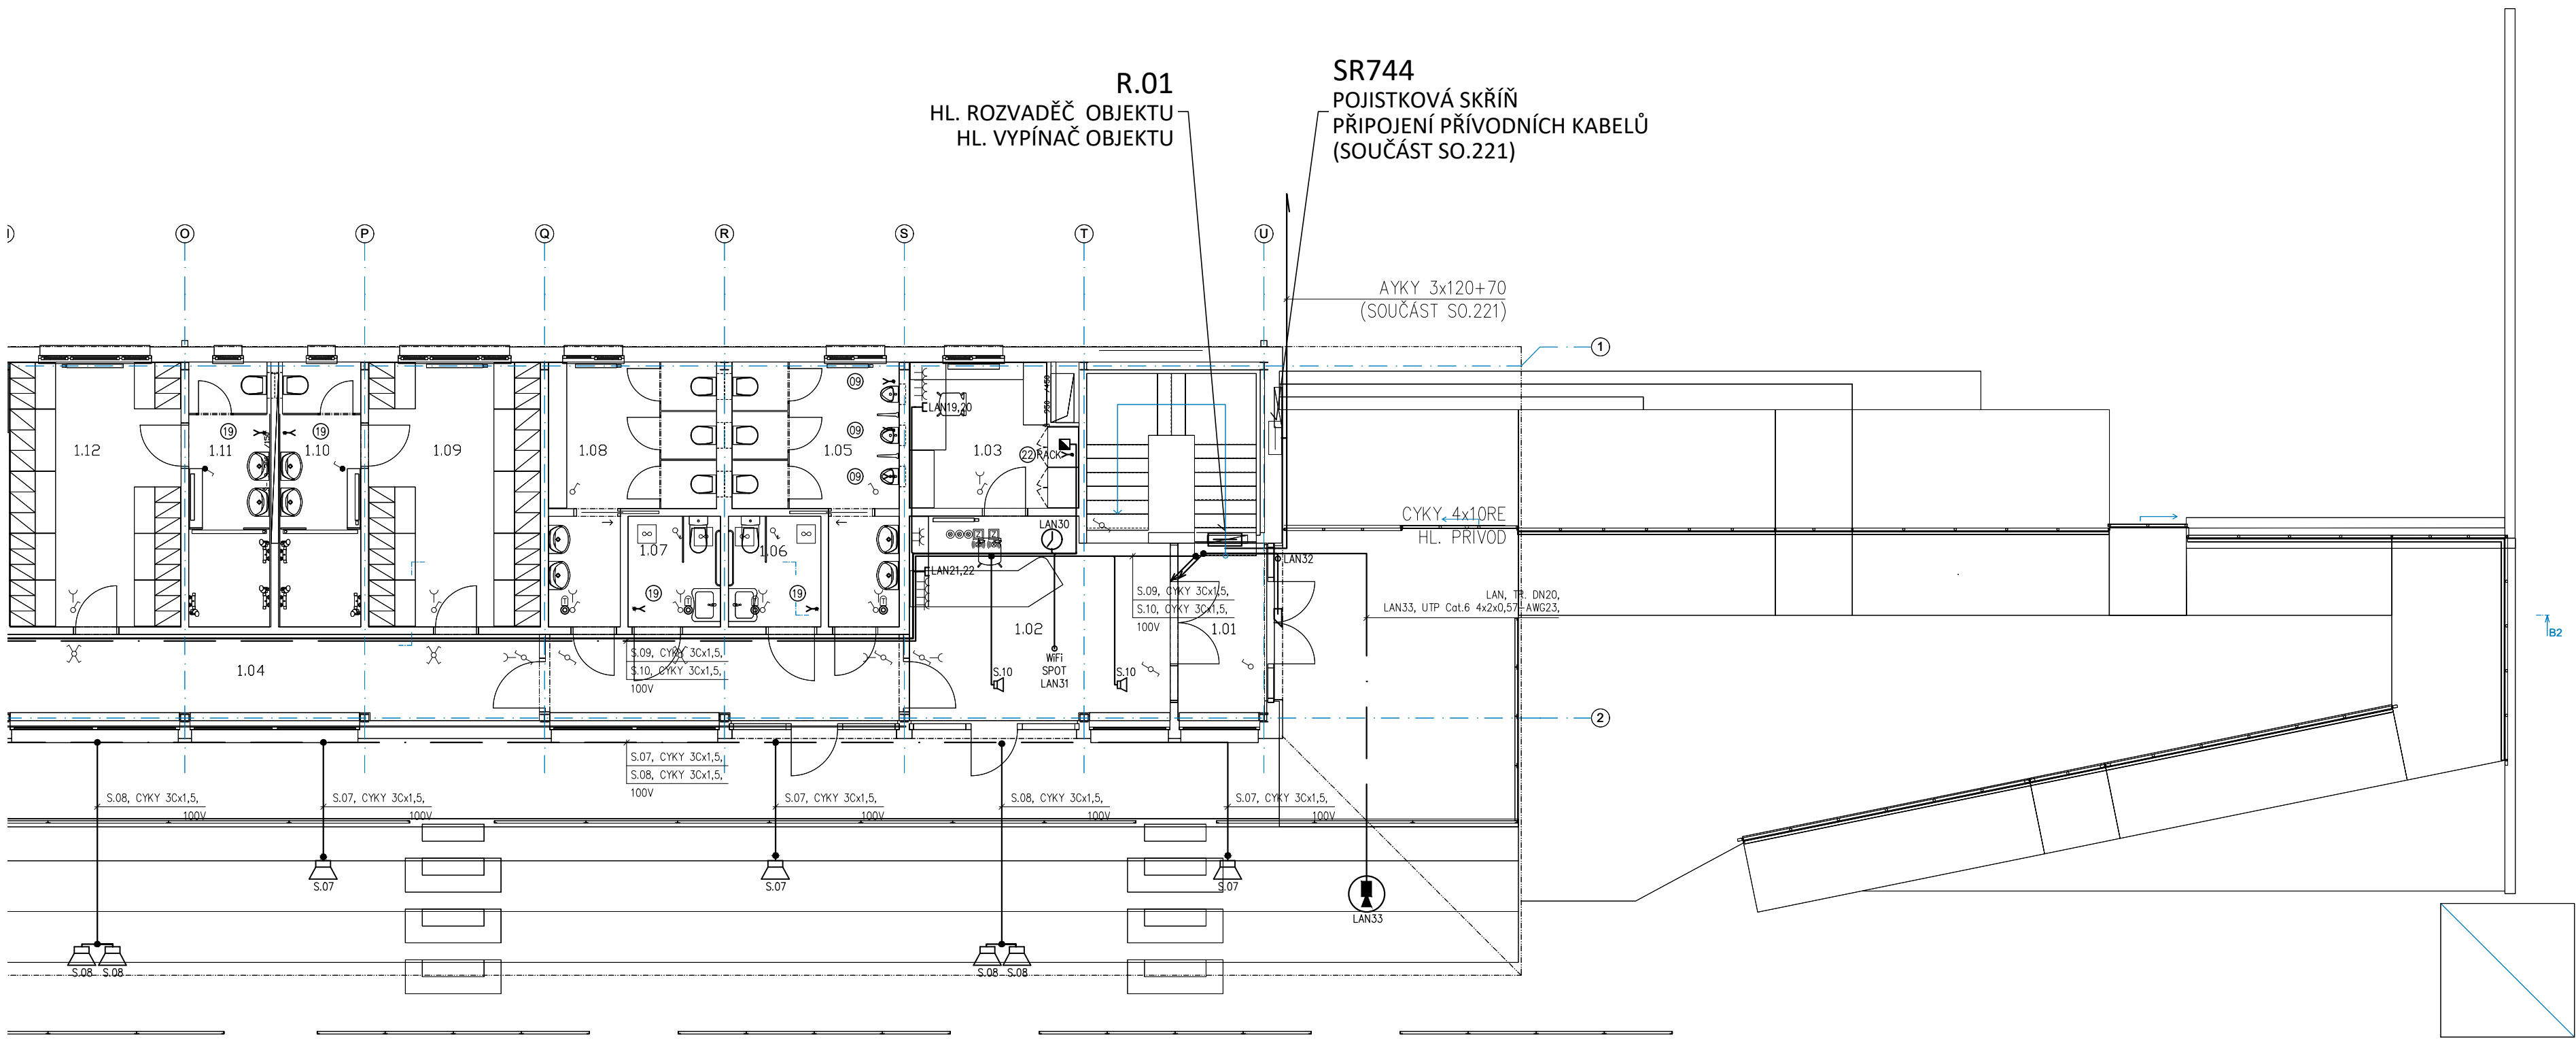 R.01
HL. ROZVADĚČ OBJEKTU
HL. VYPÍNAČ OBJEKTU
SR744
POJISTKOVÁ SKŘÍŇ
PŘIPOJENÍ PŘÍVODNÍCH KABELŮ
(SOUČÁST SO.221)
O
P
Q
R
S
T
U
AYKY 3x120+70
(SOUČÁST SO.221)
1
09
LAN19,20
950 /450
19
19
09
1.12
1.11
1.10
1.09
1.08
1.05
1.03
22
RACK
09
CYKY 4x10RE
HL. PŘÍVOD
LAN30
1.07
1.06
LAN32
LAN21,22
19
19
S.09, CYKY 3Cx1,5,
S.10, CYKY 3Cx1,5,
100V
LAN, TR. DN20,
LAN33, UTP Cat.6 4x2x0,57-AWG23,
1.02
1.01
B2
S.09, CYKY 3Cx1,5,
S.10, CYKY 3Cx1,5,
100V
WiFi
SPOT
LAN31
1.04
S.10
S.10
2
S.07, CYKY 3Cx1,5,
S.08, CYKY 3Cx1,5,
100V
S.08, CYKY 3Cx1,5,
100V
S.07, CYKY 3Cx1,5,
100V
S.07, CYKY 3Cx1,5,
100V
S.08, CYKY 3Cx1,5,
100V
S.07, CYKY 3Cx1,5,
100V
S.07
S.07
S.07
LAN33
S.08
S.08
S.08
S.08